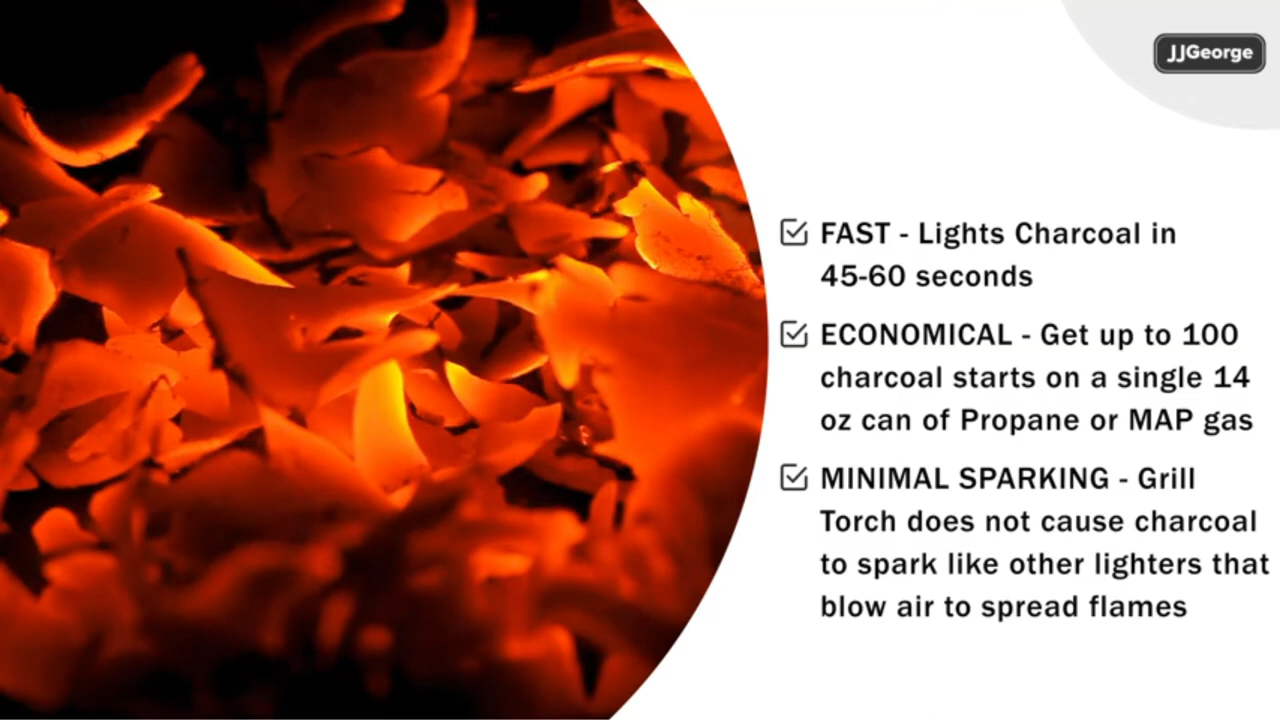 JJGeorge
FAST - Lights Charcoal in
45-60 seconds
ECONOMICAL - Get up to 100
charcoal starts on a single 14
oz can of Propane or MAP gas
MINIMAL SPARKING - Grill
Torch does not cause charcoal
to spark like other lighters that
blow air to spread flames